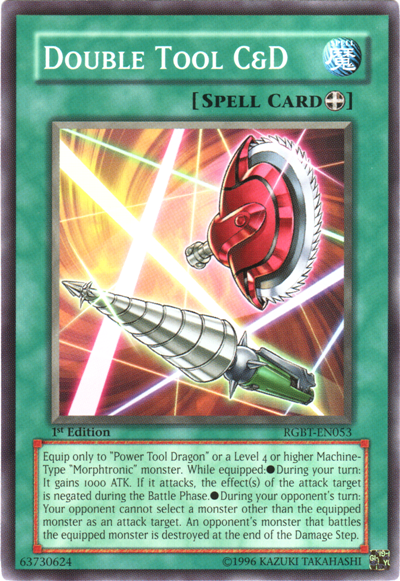 DOUBLE TOOL C&D
魔
[SPELL CARD]
1st Edition
RGBT-EN053
Equip only to "Power Tool Dragon" or a Level 4 or higher Machine-
Type "Morphtronic" monster. While equipped:●During your turn:
It gains 1000 ATK. If it attacks, the effect(s) of the attack target
is negated during the Battle Phase.●During your opponent's turn:
Your opponent cannot select a monster other than the equipped
monster as an attack target. An opponent's monster that battles
the equipped monster is destroyed at the end of the Damage Step.
63730624
©1996 KAZUKI TAKAHASHI